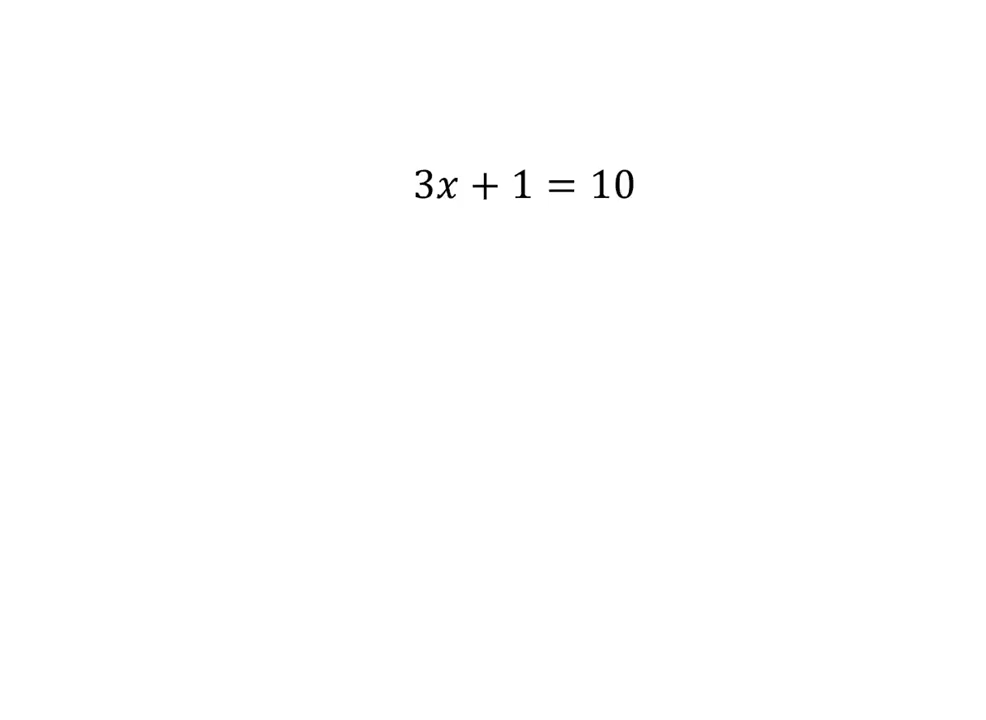 3x + 1 = 10